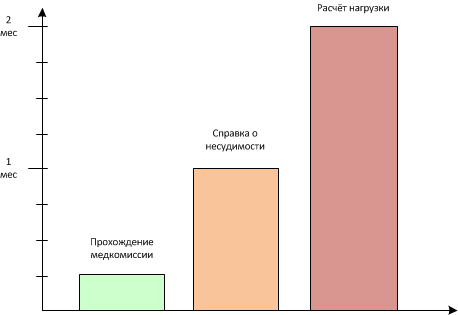 2
мес
Расчёт нагрузки
Справка о
несудимости
1
мес
Прохождение
медкомиссии